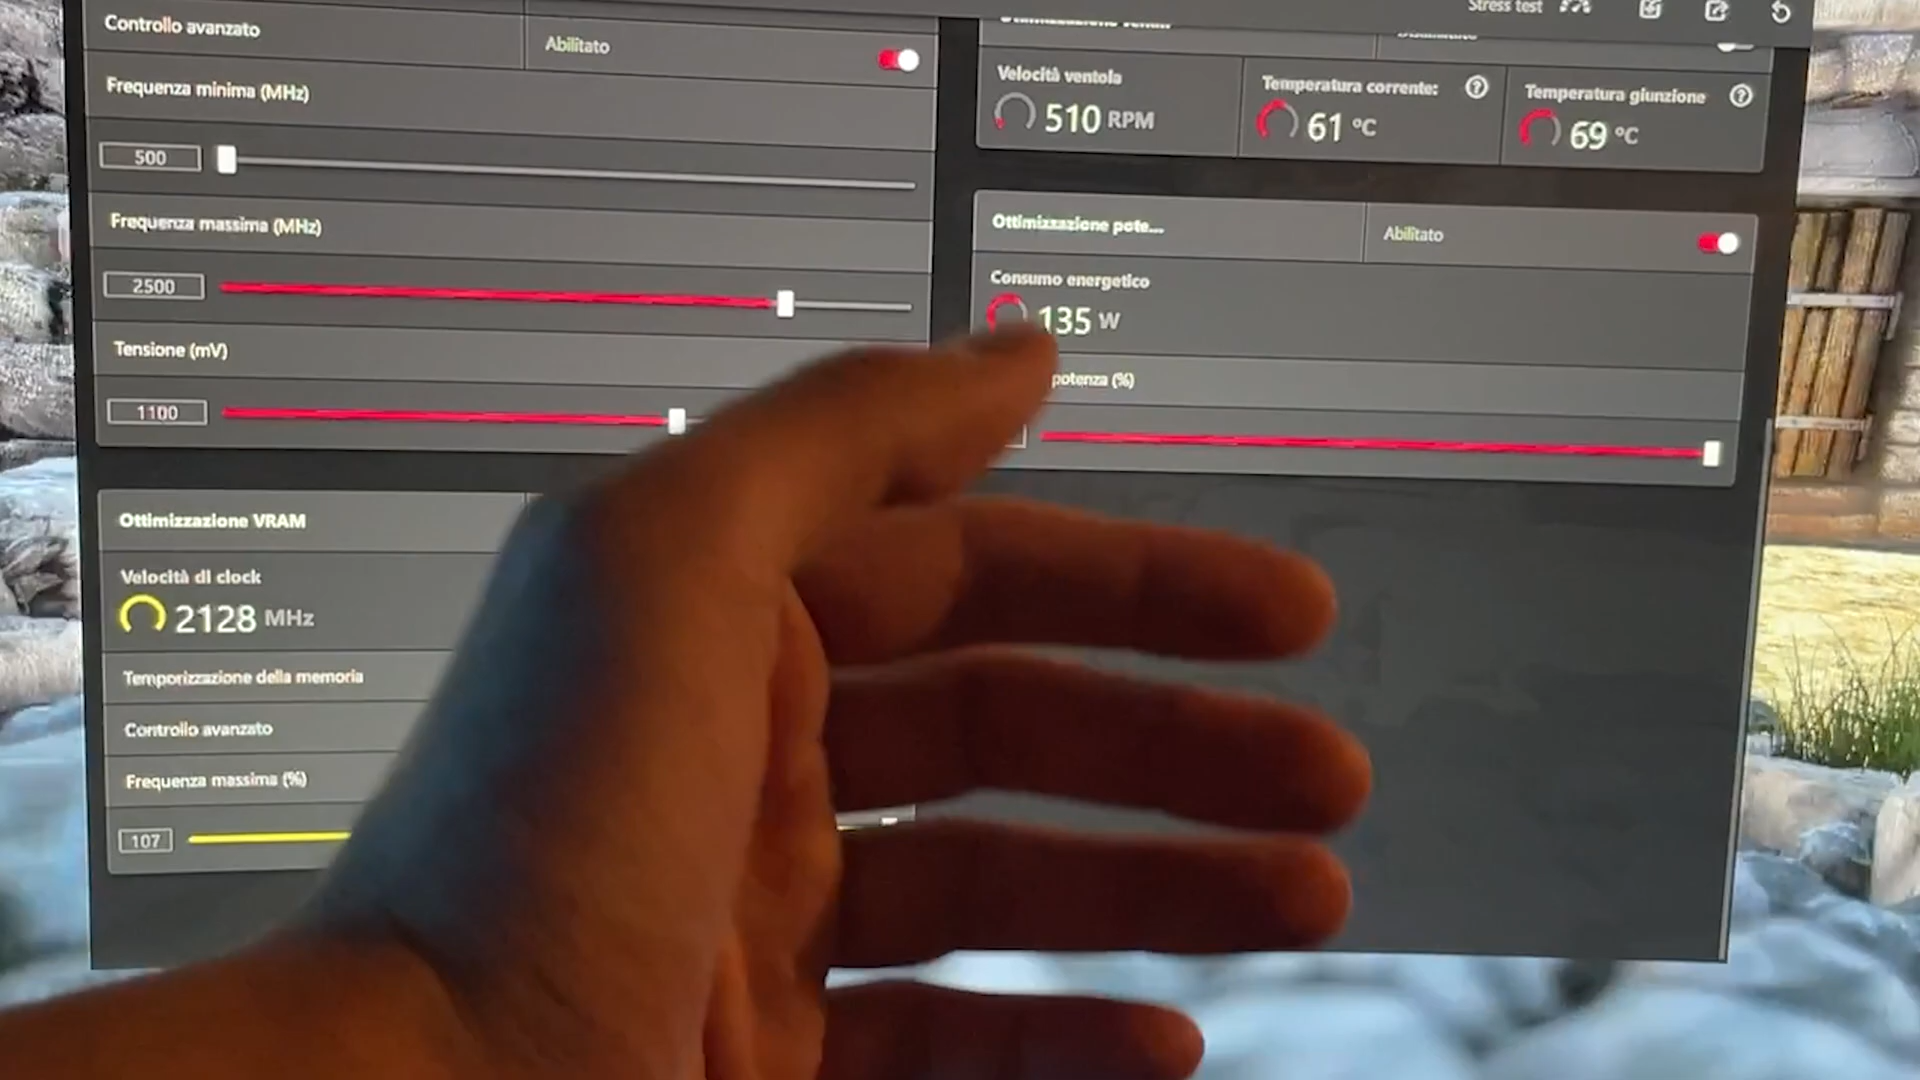 Stress test
Controllo avanzato
Abilitato
Frequenza minima (MHz)
500
Frequenza massima (MHz)
2500
Tensione (mV)
1100
Ottimizzazione VRAM
Velocità di clock
2128 MHz
Temporizzazione della memoria
Controllo avanzato
Frequenza massima (%)
107
Velocità ventola
510 RPM
Temperatura corrente:
61 °C
Temperatura giunzione
69 °C
Ottimizzazione pote...
Abilitato
Consumo energetico
135 W
potenza (%)